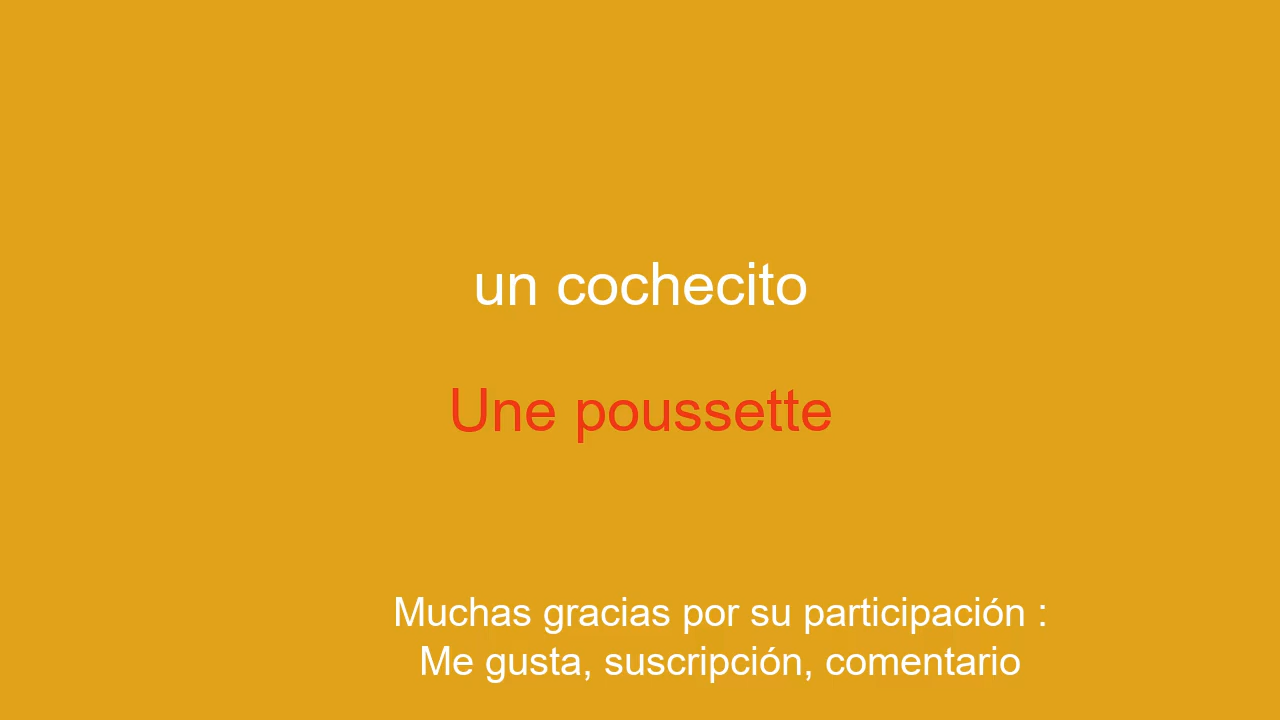 un cochecito
Une poussette
Muchas gracias por su participación :
Me gusta, suscripción, comentario